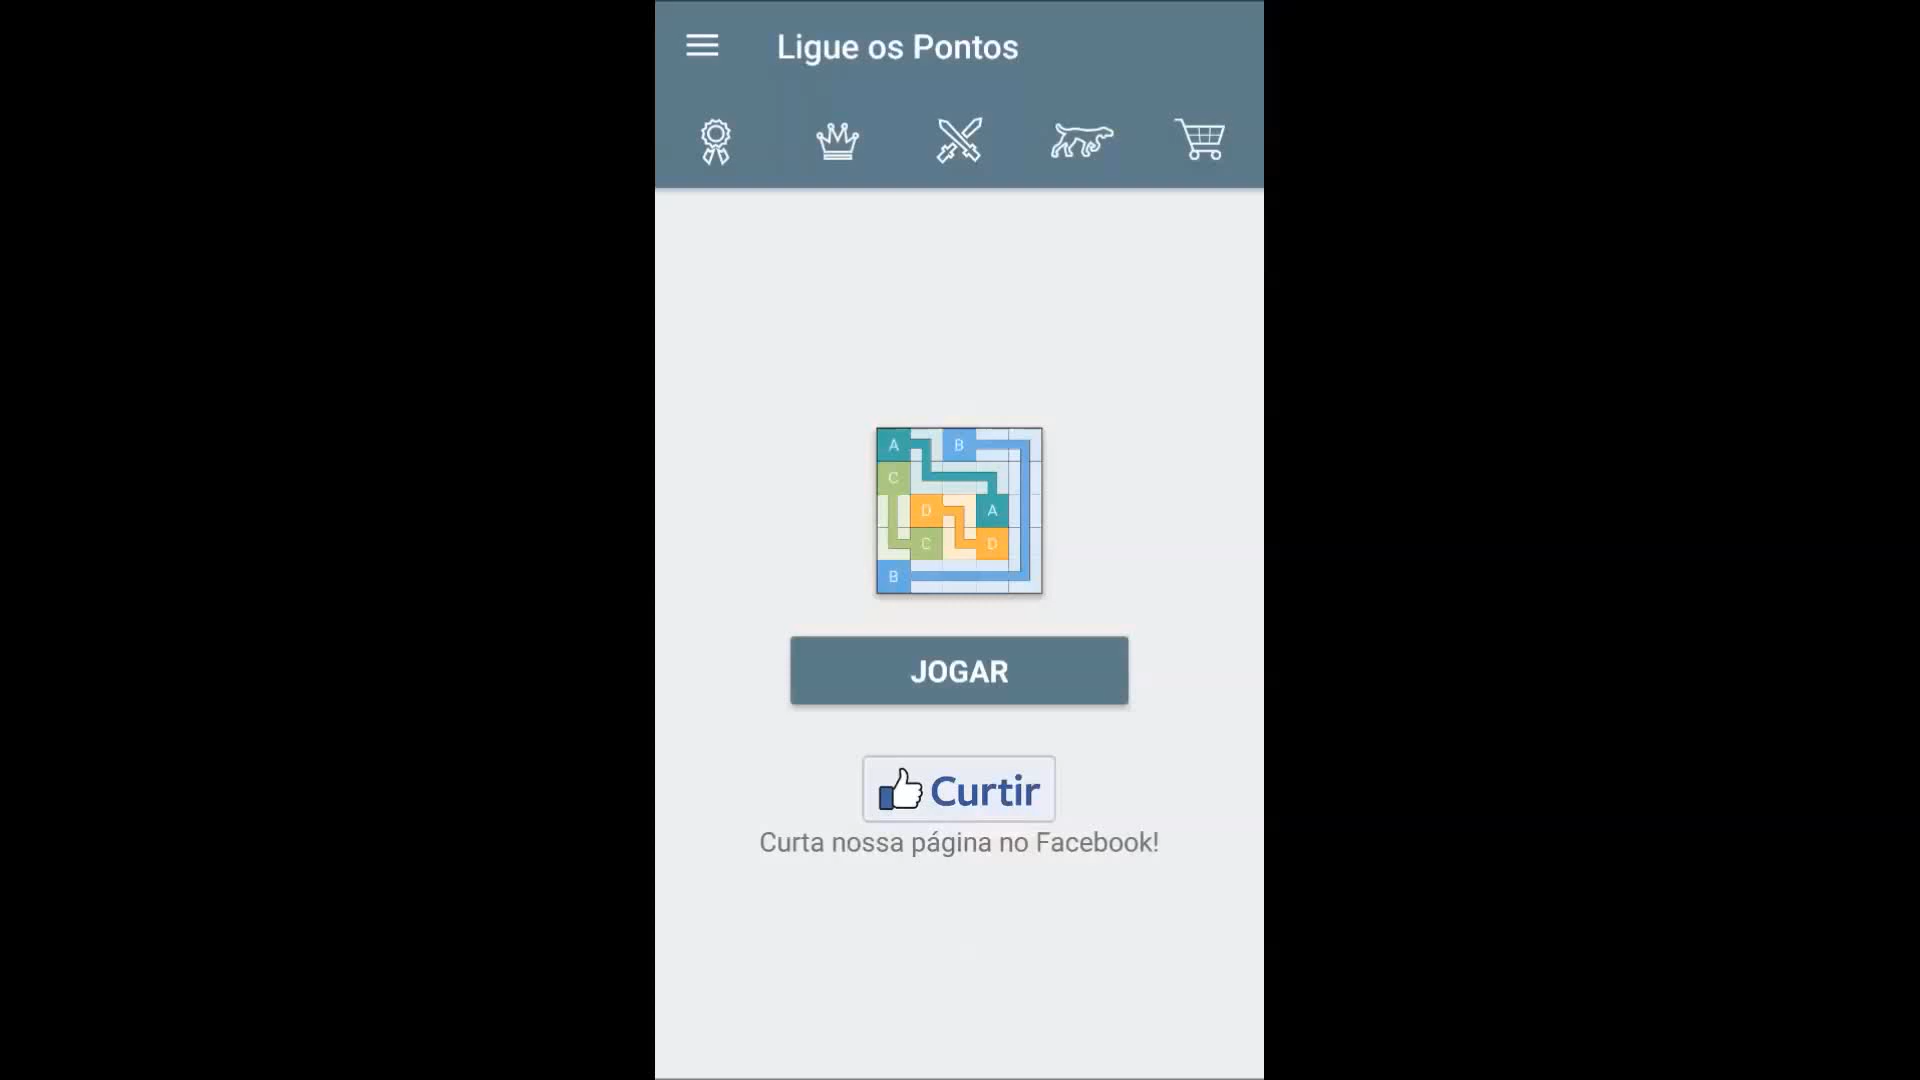 Ligue os Pontos
A B
C
D A
C D
B
JOGAR
Curtir
Curta nossa página no Facebook!